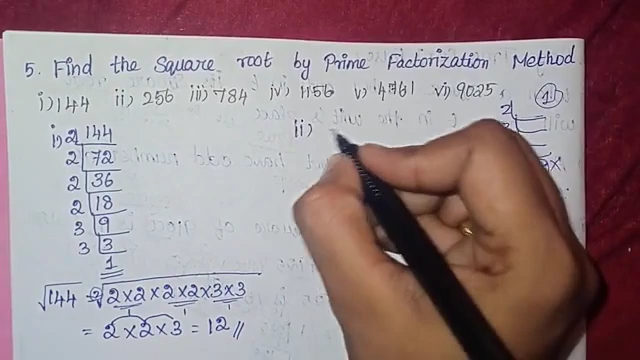 5. Find the Square root by Prime Factorization Method
i) 144 ii) 256 iii) 784 iv) 1156 v) 4761 vi) 9025 ①
i) 2 144
2 72
2 36
2 18
3 9
3 3
1
√144 = 2√2×2×2×2×3×3
= 2×2×3 = 12 //
ii)